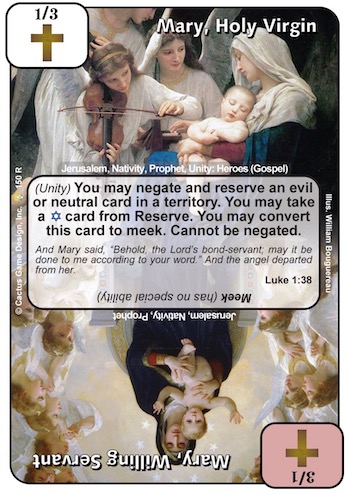 1/3
Mary, Holy Virgin
Jerusalem, Nativity, Prophet, Unity: Heroes (Gospel)
(Unity) You may negate and reserve an evil
or neutral card in a territory. You may take
a ✡ card from Reserve. You may convert
this card to meek. Cannot be negated.
And Mary said, “Behold, the Lord’s bond-servant; may it be
done to me according to your word.” And the angel departed
from her.
Luke 1:38
© Cactus Game Design, Inc.
150 R
Illus. William Bouguereau
Meek (has no special ability)
Jerusalem, Nativity, Prophet
Mary, Willing Servant
3/1